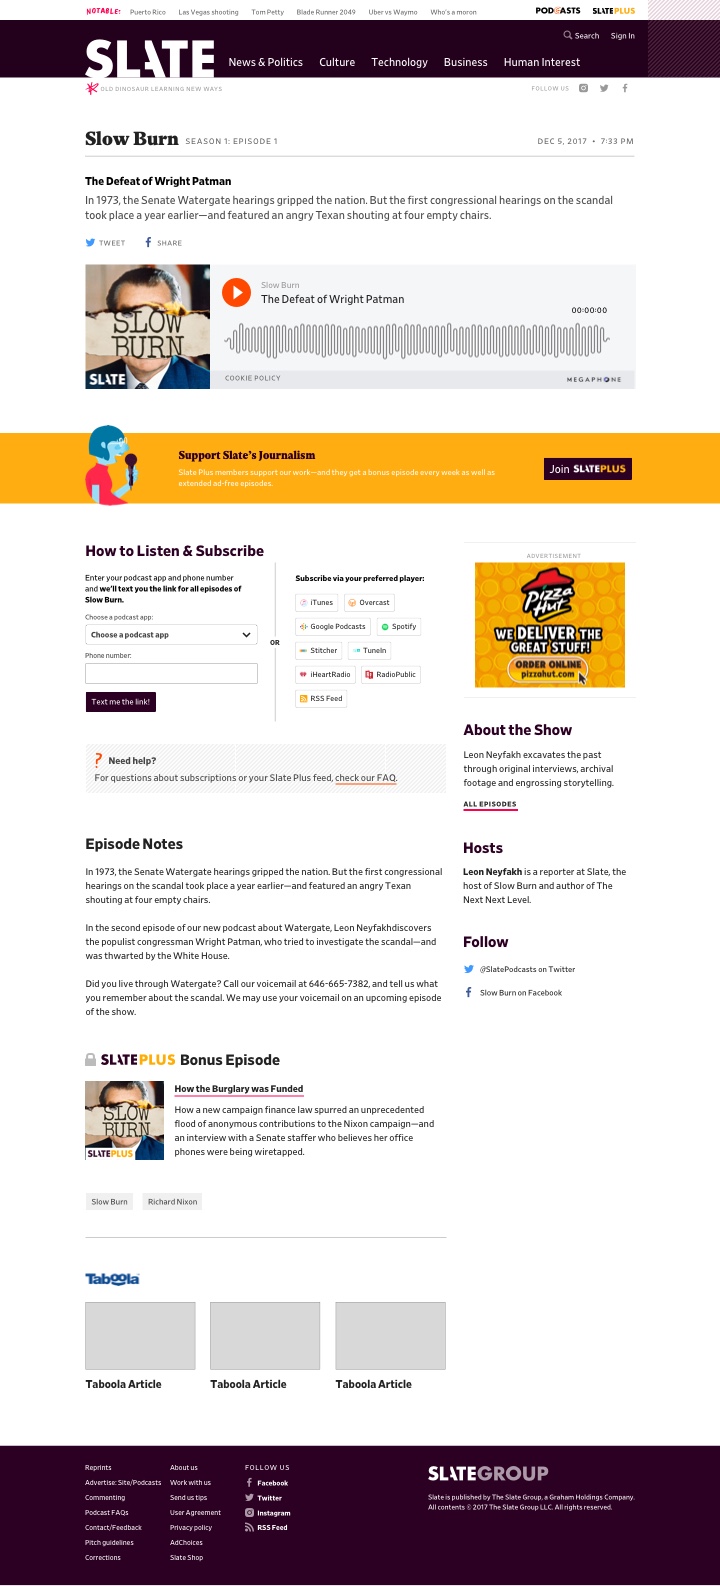 NOTABLE! Puerto Rico Las Vegas shooting Tom Petty Blade Runner 2049 Uber vs Waymo Who's a moron PODCASTS SLATEPLUS
Search Sign In
SLATE News & Politics Culture Technology Business Human Interest
OLD DINOSAUR LEARNING NEW WAYS FOLLOW US
Slow Burn SEASON 1: EPISODE 1 DEC 5, 2017 • 7:33 PM
The Defeat of Wright Patman
In 1973, the Senate Watergate hearings gripped the nation. But the first congressional hearings on the scandal
took place a year earlier—and featured an angry Texan shouting at four empty chairs.
TWEET SHARE
SLOW
BURN
SLATE
Slow Burn
The Defeat of Wright Patman
00:00:00
COOKIE POLICY MEGAPHONE
Support Slate's Journalism
Slate Plus members support our work—and they get a bonus episode every week as well as
extended ad-free episodes.
Join SLATEPLUS
How to Listen & Subscribe
Enter your podcast app and phone number
and we'll text you the link for all episodes of
Slow Burn.
Choose a podcast app:
Choose a podcast app
Phone number:
Text me the link!
OR
Subscribe via your preferred player:
iTunes Overcast
Google Podcasts Spotify
Stitcher TuneIn
iHeartRadio RadioPublic
RSS Feed
ADVERTISEMENT
Pizza
Hut
WE DELIVER THE
GREAT STUFF!
ORDER ONLINE
pizzahut.com
? Need help?
For questions about subscriptions or your Slate Plus feed, check our FAQ.
About the Show
Leon Neyfakh excavates the past
through original interviews, archival
footage and engrossing storytelling.
ALL EPISODES
Hosts
Leon Neyfakh is a reporter at Slate, the
host of Slow Burn and author of The
Next Next Level.
Follow
@SlatePodcasts on Twitter
Slow Burn on Facebook
Episode Notes
In 1973, the Senate Watergate hearings gripped the nation. But the first congressional
hearings on the scandal took place a year earlier—and featured an angry Texan
shouting at four empty chairs.
In the second episode of our new podcast about Watergate, Leon Neyfakhdiscovers
the populist congressman Wright Patman, who tried to investigate the scandal—and
was thwarted by the White House.
Did you live through Watergate? Call our voicemail at 646-665-7382, and tell us what
you remember about the scandal. We may use your voicemail on an upcoming episode
of the show.
SLATEPLUS Bonus Episode
SLOW
BURN
SLATEPLUS
How the Burglary was Funded
How a new campaign finance law spurred an unprecedented
flood of anonymous contributions to the Nixon campaign—and
an interview with a Senate staffer who believes her office
phones were being wiretapped.
Slow Burn Richard Nixon
Taboola
Taboola Article Taboola Article Taboola Article
Reprints
Advertise: Site/Podcasts
Commenting
Podcast FAQs
Contact/Feedback
Pitch guidelines
Corrections
About us
Work with us
Send us tips
User Agreement
Privacy policy
AdChoices
Slate Shop
FOLLOW US
Facebook
Twitter
Instagram
RSS Feed
SLATEGROUP
Slate is published by The Slate Group, a Graham Holdings Company.
All contents © 2017 The Slate Group LLC. All rights reserved.